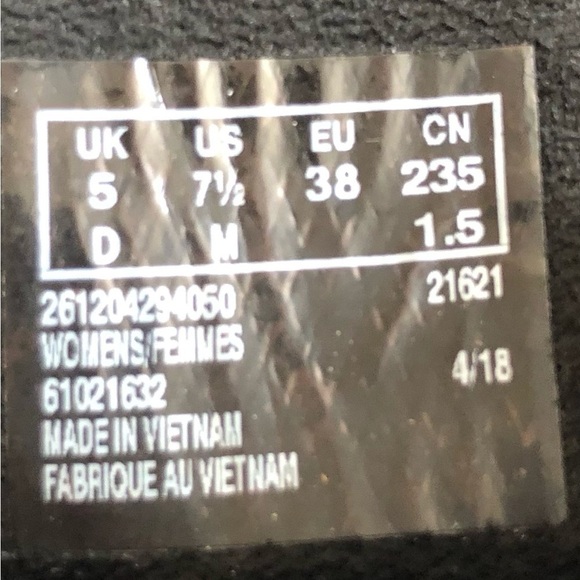 UK US EU CN
5 7½ 38 235
D M 1.5
261204294050 21621
WOMENS/FEMMES
61021632 4/18
MADE IN VIETNAM
FABRIQUE AU VIETNAM